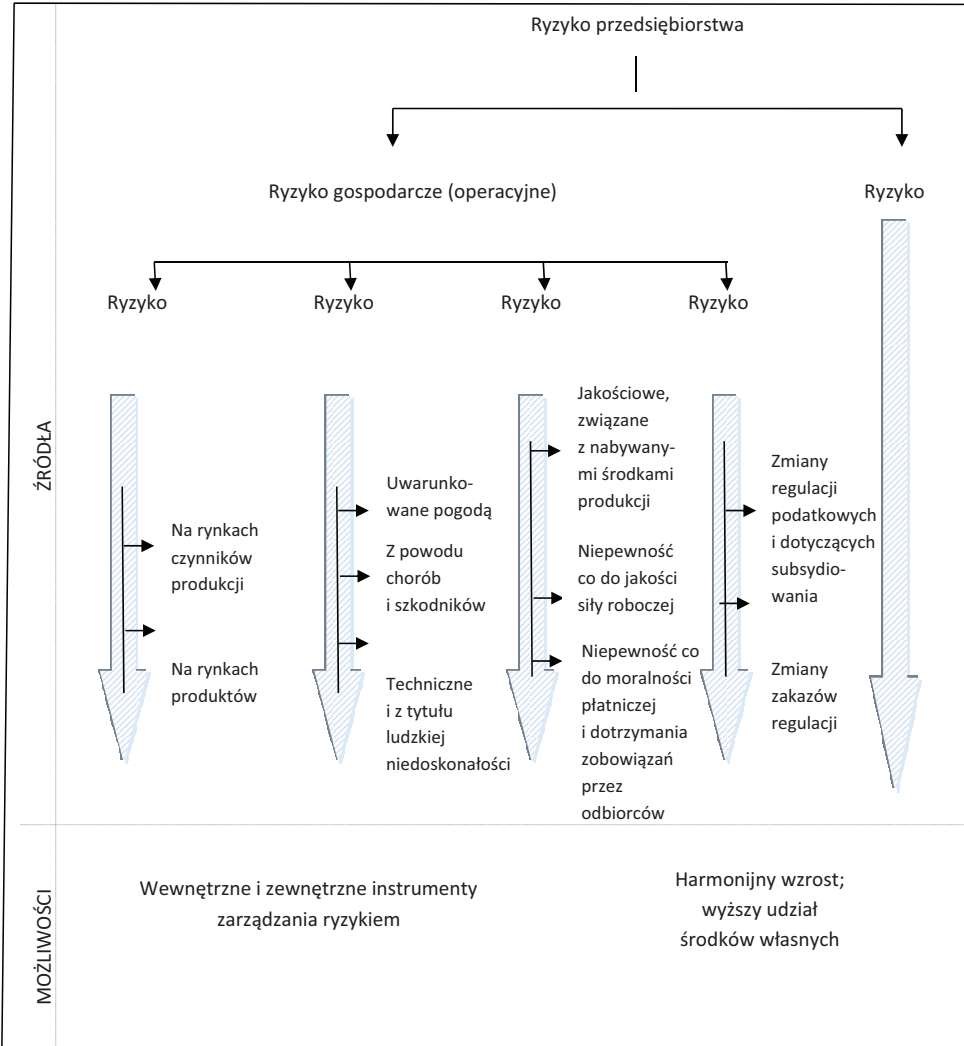 Ryzyko przedsiębiorstwa
Ryzyko gospodarcze (operacyjne)
Ryzyko
Ryzyko
Ryzyko
Ryzyko
Ryzyko
ŹRÓDŁA
Na rynkach
czynników
produkcji
Na rynkach
produktów
Uwarunko-
wane pogodą
Z powodu
chorób
i szkodników
Techniczne
i z tytułu
ludzkiej
niedoskonałości
Jakościowe,
związane
z nabywany-
mi środkami
produkcji
Niepewność
co do jakości
siły roboczej
Niepewność co
do moralności
płatniczej
i dotrzymania
zobowiązań
przez
odbiorców
Zmiany
regulacji
podatkowych
i dotyczących
subsydio-
wania
Zmiany
zakazów
regulacji
MOŻLIWOŚCI
Wewnętrzne i zewnętrzne instrumenty
zarządzania ryzykiem
Harmonijny wzrost;
wyższy udział
środków własnych